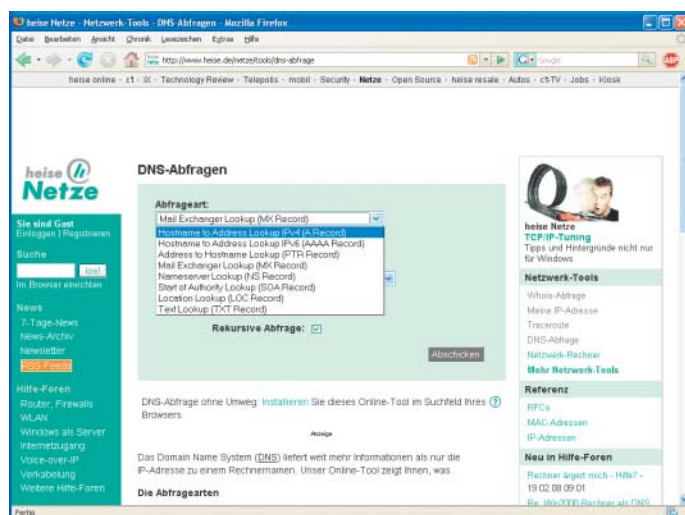 heise Netze - Netzwerk-Tools - DNS-Abfragen - Mozilla Firefox
Datei Bearbeiten Ansicht Chronik Lesezeichen Extras Hilfe
http://www.heise.de/netze/tools/dns-abfrage
Google
ABP
heise online · c't · iX · Technology Review · Telepolis · mobil · Security · Netze · Open Source · heise resale · Autos · c't-TV · Jobs · Kiosk
heise
Netze
Sie sind Gast
Einloggen | Registrieren
Suche
los!
Im Browser einrichten
News
7-Tage-News
News-Archiv
Newsletter
RSS-Feeds
Hilfe-Foren
Router, Firewalls
WLAN
Windows als Server
Internetzugang
Voice-over-IP
Verkabelung
Weitere Hilfe-Foren
DNS-Abfragen
Abfrageart:
Mail Exchanger Lookup (MX Record)
Hostname to Address Lookup IPv4 (A Record)
Hostname to Address Lookup IPv6 (AAAA Record)
Address to Hostname Lookup (PTR Record)
Mail Exchanger Lookup (MX Record)
Nameserver Lookup (NS Record)
Start of Authority Lookup (SOA Record)
Location Lookup (LOC Record)
Text Lookup (TXT Record)
Rekursive Abfrage:
Abschicken
DNS-Abfrage ohne Umweg: Installieren Sie dieses Online-Tool im Suchfeld Ihres
Browsers.
Anzeige
Das Domain Name System (DNS) liefert weit mehr Informationen als nur die
IP-Adresse zu einem Rechnernamen. Unser Online-Tool zeigt Ihnen, was.
Die Abfragearten
heise Netze
TCP/IP-Tuning
Tipps und Hintergründe nicht nur
für Windows
Netzwerk-Tools
Whois-Abfrage
Meine IP-Adresse
Traceroute
DNS-Abfrage
Netzwerk-Rechner
Mehr Netzwerk-Tools
Referenz
RFCs
MAC-Adressen
IP-Adressen
Neu in Hilfe-Foren
Rechner ärgert mich - Hilfe? -
19.02.08 09:01
Re: Win2000 Rechner als DNS
Fertig